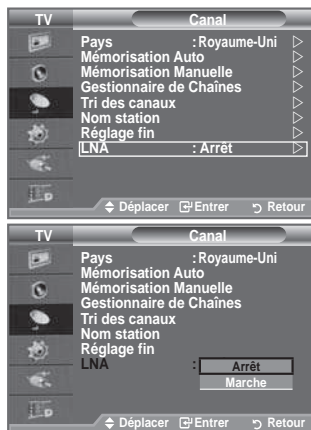 TV Canal
Pays : Royaume-Uni
Mémorisation Auto
Mémorisation Manuelle
Gestionnaire de Chaînes
Tri des canaux
Nom station
Réglage fin
LNA : Arrêt
Déplacer Entrer Retour
TV Canal
Pays : Royaume-Uni
Mémorisation Auto
Mémorisation Manuelle
Gestionnaire de Chaînes
Tri des canaux
Nom station
Réglage fin
LNA : Arrêt
Marche
Déplacer Entrer Retour